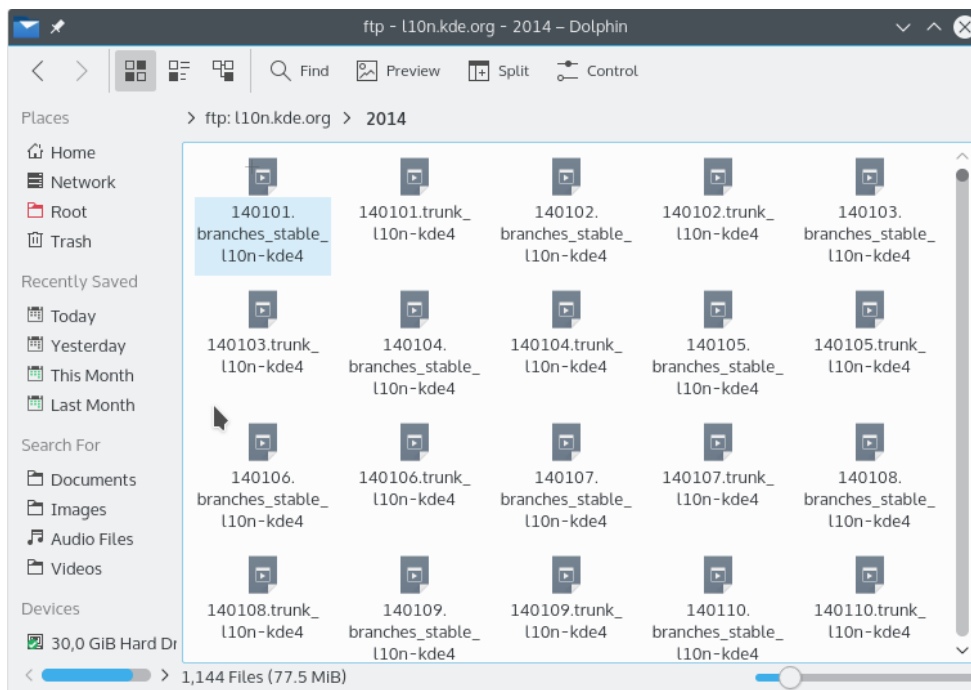 ftp - l10n.kde.org - 2014 – Dolphin
Find Preview Split Control
Places
Home
Network
Root
Trash
Recently Saved
Today
Yesterday
This Month
Last Month
Search For
Documents
Images
Audio Files
Videos
Devices
30,0 GiB Hard Dr
> ftp: l10n.kde.org > 2014
140101.
branches_stable_
l10n-kde4
140101.trunk_
l10n-kde4
140102.
branches_stable_
l10n-kde4
140102.trunk_
l10n-kde4
140103.
branches_stable_
l10n-kde4
140103.trunk_
l10n-kde4
140104.
branches_stable_
l10n-kde4
140104.trunk_
l10n-kde4
140105.
branches_stable_
l10n-kde4
140105.trunk_
l10n-kde4
140106.
branches_stable_
l10n-kde4
140106.trunk_
l10n-kde4
140107.
branches_stable_
l10n-kde4
140107.trunk_
l10n-kde4
140108.
branches_stable_
l10n-kde4
140108.trunk_
l10n-kde4
140109.
branches_stable_
l10n-kde4
140109.trunk_
l10n-kde4
140110.
branches_stable_
l10n-kde4
140110.trunk_
l10n-kde4
1,144 Files (77.5 MiB)